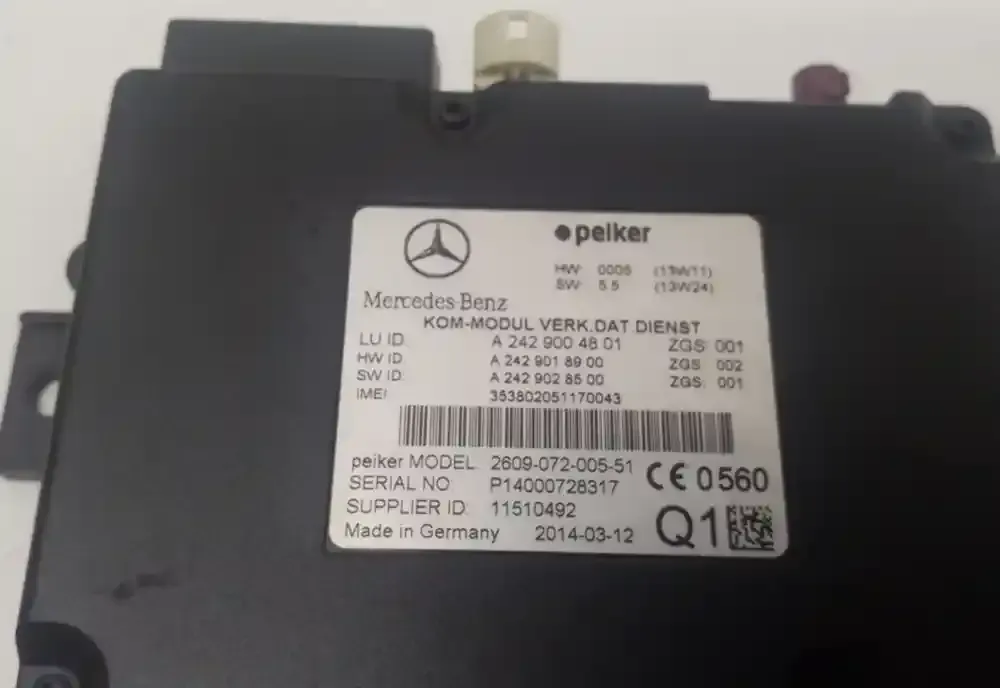 peiker
HW: 0005 (13W11)
SW: 5.5 (13W24)
Mercedes-Benz
KOM-MODUL VERK.DAT.DIENST
LU ID: A 242 900 48 01 ZGS: 001
HW ID: A 242 901 89 00 ZGS: 002
SW ID: A 242 902 85 00 ZGS: 001
IMEI: 353802051170043
peiker MODEL: 2609-072-005-51
CE 0560
SERIAL NO: P14000728317
SUPPLIER ID: 11510492
Made in Germany 2014-03-12 Q1